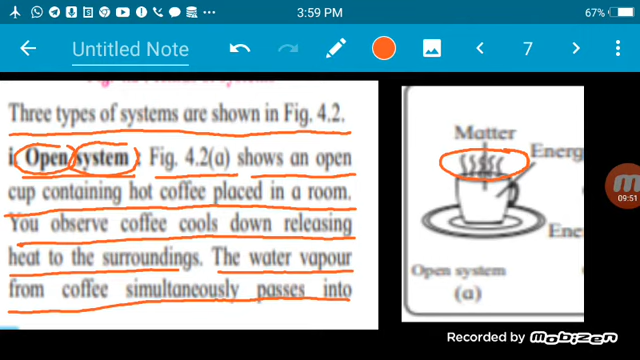 3:59 PM
67%
Untitled Note
7
Three types of systems are shown in Fig. 4.2.
i Open system : Fig. 4.2(a) shows an open
cup containing hot coffee placed in a room.
You observe coffee cools down releasing
heat to the surroundings. The water vapour
from coffee simultaneously passes into
Matter
Energ
Ene
Open system
(a)
09:51
Recorded by mobizen